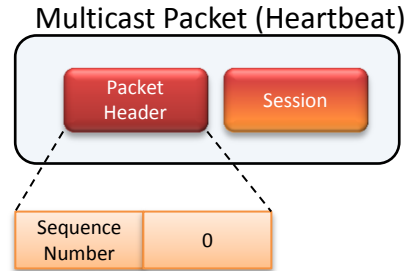 Multicast Packet (Heartbeat)
Packet
Header
Session
Sequence
Number
0